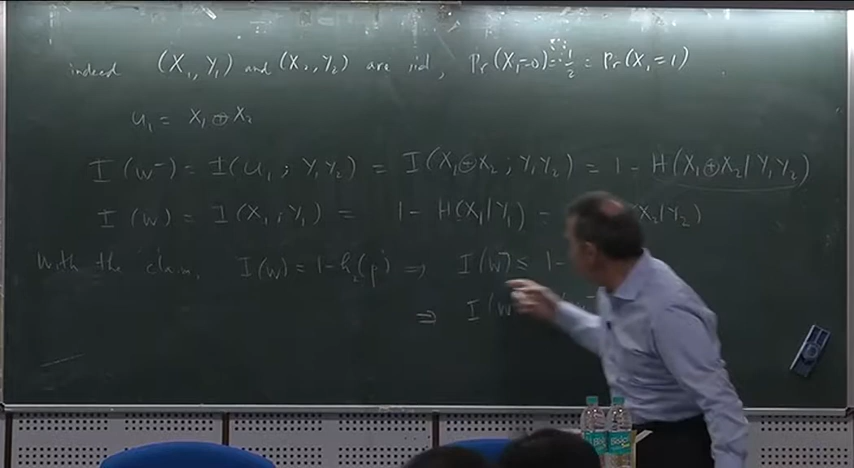 indeed (X₁, Y₁) and (X₂, Y₂) are iid, Pr(X₁=0) = 1/2 = Pr(X₁=1)
U₁ = X₁⊕X₂
I(W⁻) = I(U₁; Y₁Y₂) = I(X₁⊕X₂; Y₁Y₂) = 1 - H(X₁⊕X₂|Y₁Y₂)
I(W) = I(X₁; Y₁) = 1 - H(X₁|Y₁) = (X₂|Y₂)
With the claim, I(W) = 1 - h₂(p) ⇒ I(W⁻) ≤ 1 -
⇒ I(W